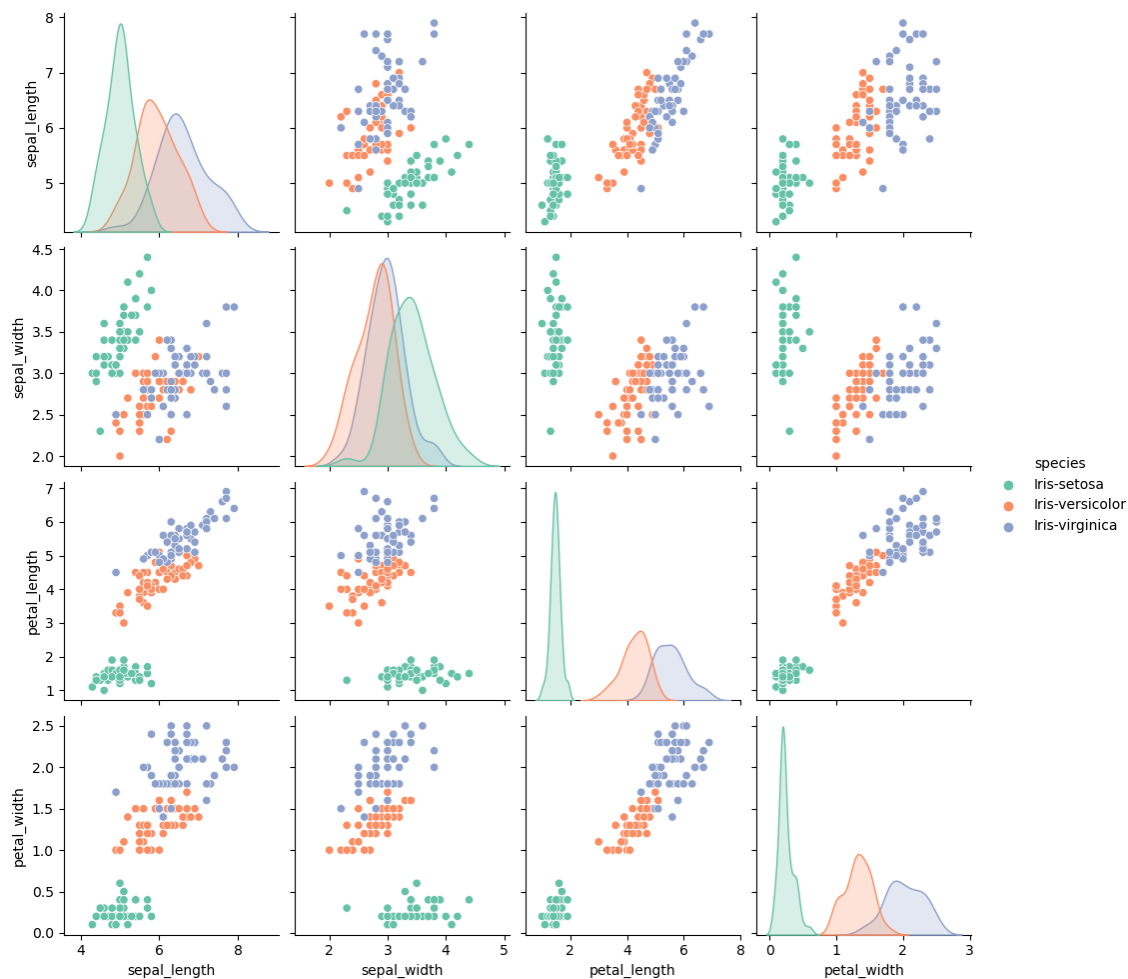 8
7
6
5
sepal_length
4.5
4.0
3.5
3.0
2.5
2.0
sepal_width
species
Iris-setosa
Iris-versicolor
Iris-virginica
7
6
5
4
3
2
1
petal_length
2.5
2.0
1.5
1.0
0.5
0.0
petal_width
4 6 8 2 3 4 5 2 4 6 8 0 1 2 3
sepal_length sepal_width petal_length petal_width